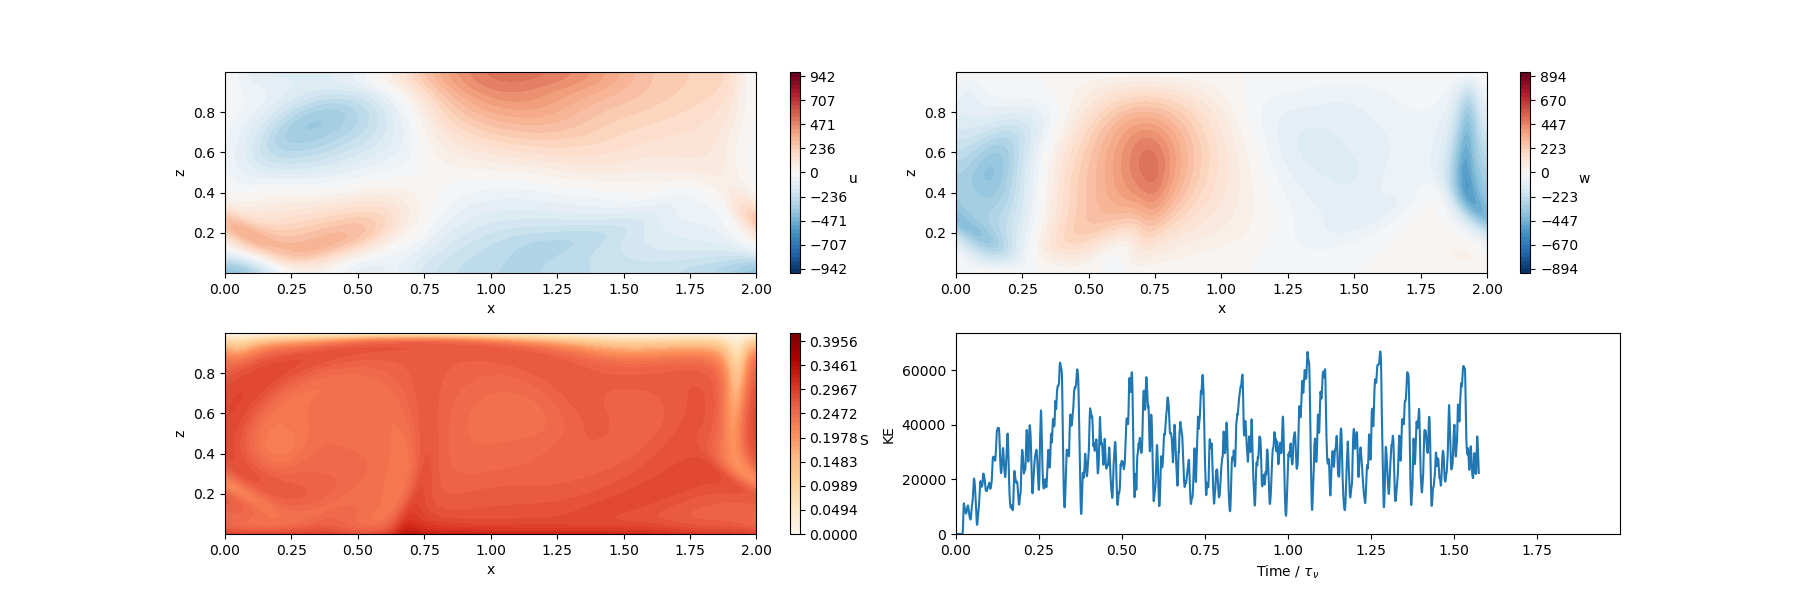 0.8
0.6
0.4
0.2
z
0.00 0.25 0.50 0.75 1.00 1.25 1.50 1.75 2.00
x
942
707
471
236
0
−236
−471
−707
−942
u
0.8
0.6
0.4
0.2
z
0.00 0.25 0.50 0.75 1.00 1.25 1.50 1.75 2.00
x
894
670
447
223
0
−223
−447
−670
−894
w
0.8
0.6
0.4
0.2
z
0.00 0.25 0.50 0.75 1.00 1.25 1.50 1.75 2.00
x
0.3956
0.3461
0.2967
0.2472
0.1978
0.1483
0.0989
0.0494
0.0000
S
60000
40000
20000
0
KE
0.00 0.25 0.50 0.75 1.00 1.25 1.50 1.75
Time / τν